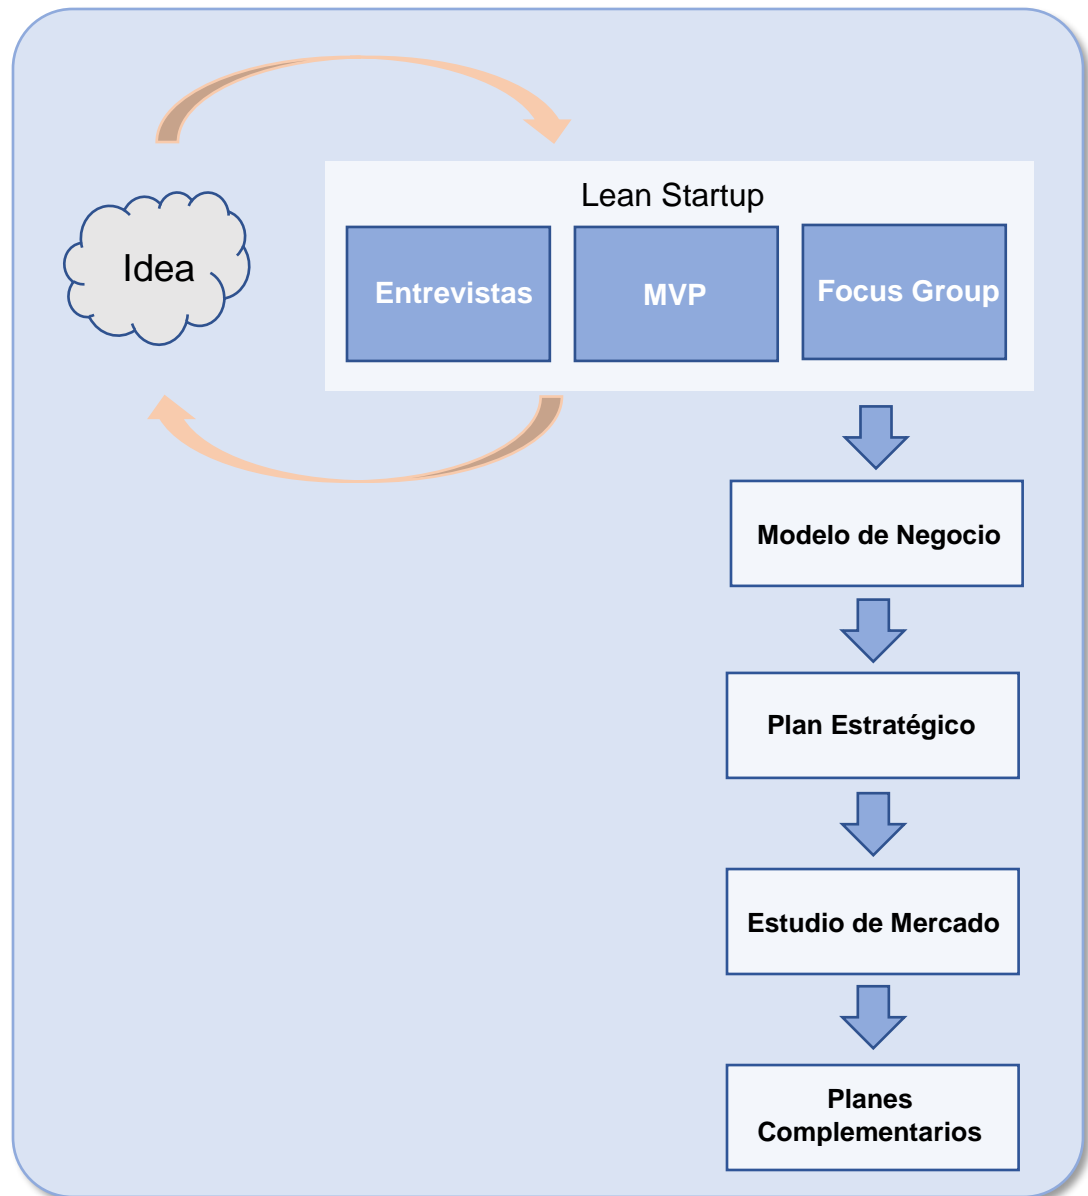 Lean Startup
Idea
Entrevistas
MVP
Focus Group
Modelo de Negocio
Plan Estratégico
Estudio de Mercado
Planes
Complementarios